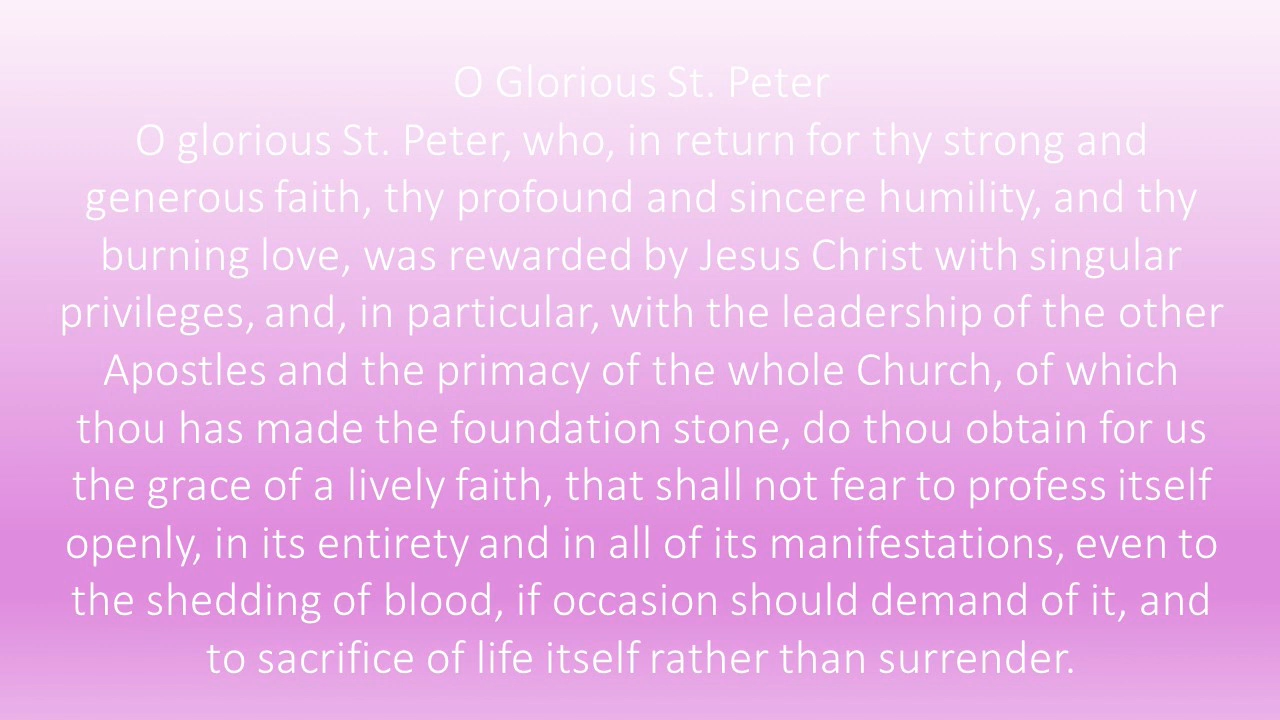 O Glorious St. Peter
O glorious St. Peter, who, in return for thy strong and
generous faith, thy profound and sincere humility, and thy
burning love, was rewarded by Jesus Christ with singular
privileges, and, in particular, with the leadership of the other
Apostles and the primacy of the whole Church, of which
thou has made the foundation stone, do thou obtain for us
the grace of a lively faith, that shall not fear to profess itself
openly, in its entirety and in all of its manifestations, even to
the shedding of blood, if occasion should demand of it, and
to sacrifice of life itself rather than surrender.